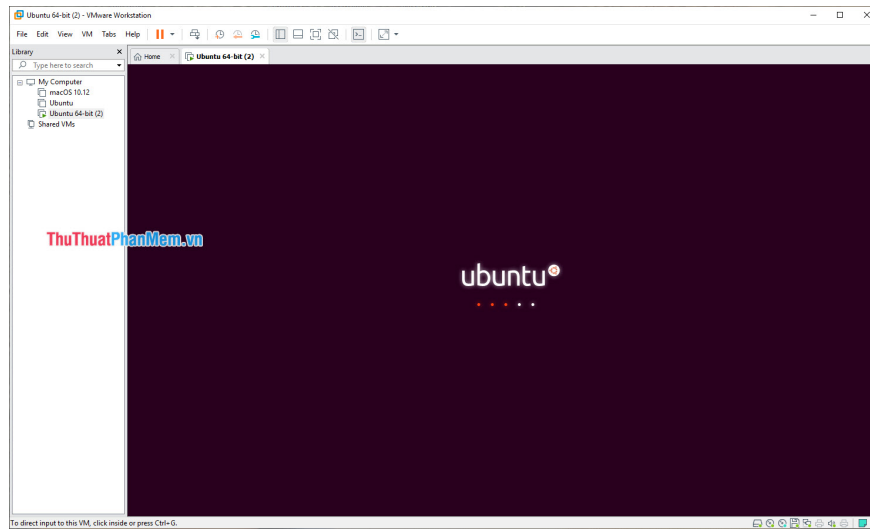 Ubuntu 64-bit (2) - VMware Workstation
File Edit View VM Tabs Help
Library
Type here to search
Home
Ubuntu 64-bit (2)
My Computer
macOS 10.12
Ubuntu
Ubuntu 64-bit (2)
Shared VMs
ThuThuatPhanMem.vn
ubuntu
To direct input to this VM, click inside or press Ctrl+G.